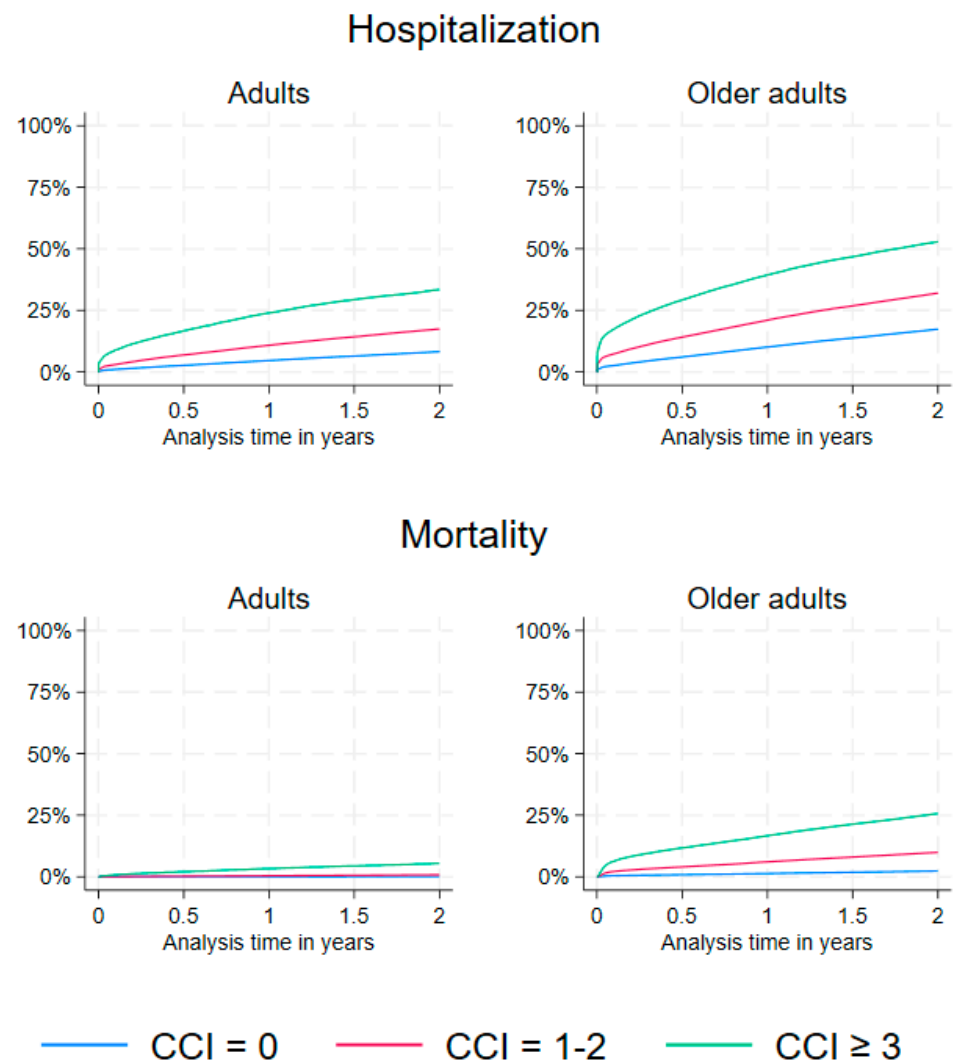 Hospitalization
Adults
Older adults
100%
75%
50%
25%
0%
0 0.5 1 1.5 2
Analysis time in years
100%
75%
50%
25%
0%
0 0.5 1 1.5 2
Analysis time in years
Mortality
Adults
Older adults
100%
75%
50%
25%
0%
0 0.5 1 1.5 2
Analysis time in years
100%
75%
50%
25%
0%
0 0.5 1 1.5 2
Analysis time in years
CCI = 0 CCI = 1-2 CCI ≥ 3